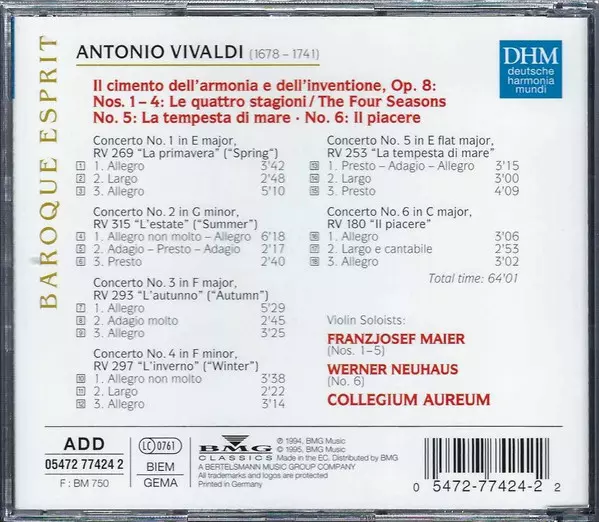 BAROQUE ESPRIT
ANTONIO VIVALDI (1678 – 1741)
DHM
deutsche
harmonia
mundi
Il cimento dell'armonia e dell'inventione, Op. 8:
Nos. 1 – 4: Le quattro stagioni / The Four Seasons
No. 5: La tempesta di mare · No. 6: Il piacere
Concerto No. 1 in E major,
RV 269 "La primavera" ("Spring")
1 1. Allegro 3'42
2 2. Largo 2'48
3 3. Allegro 5'10
Concerto No. 2 in G minor,
RV 315 "L'estate" ("Summer")
4 1. Allegro non molto – Allegro 6'18
5 2. Adagio – Presto – Adagio 2'17
6 3. Presto 2'40
Concerto No. 3 in F major,
RV 293 "L'autunno" ("Autumn")
7 1. Allegro 5'29
8 2. Adagio molto 2'45
9 3. Allegro 3'25
Concerto No. 4 in F minor,
RV 297 "L'inverno" ("Winter")
10 1. Allegro non molto 3'38
11 2. Largo 2'22
12 3. Allegro 3'14
Concerto No. 5 in E flat major,
RV 253 "La tempesta di mare"
13 1. Presto – Adagio – Allegro 3'15
14 2. Largo 3'00
15 3. Presto 4'09
Concerto No. 6 in C major,
RV 180 "Il piacere"
16 1. Allegro 3'06
17 2. Largo e cantabile 2'53
18 3. Allegro 3'02
Total time: 64'01
Violin Soloists:
FRANZJOSEF MAIER
(Nos. 1–5)
WERNER NEUHAUS
(No. 6)
COLLEGIUM AUREUM
ADD
05472 77424 2
F : BM 750
LC 0761
BIEM
GEMA
BMG
CLASSICS
℗ 1994, BMG Music
© 1995, BMG Music
Made in the EC. Distributed by BMG
A BERTELSMANN MUSIC GROUP COMPANY
All trademarks and logos are protected
Printed in Germany
0 5472-77424-2 2